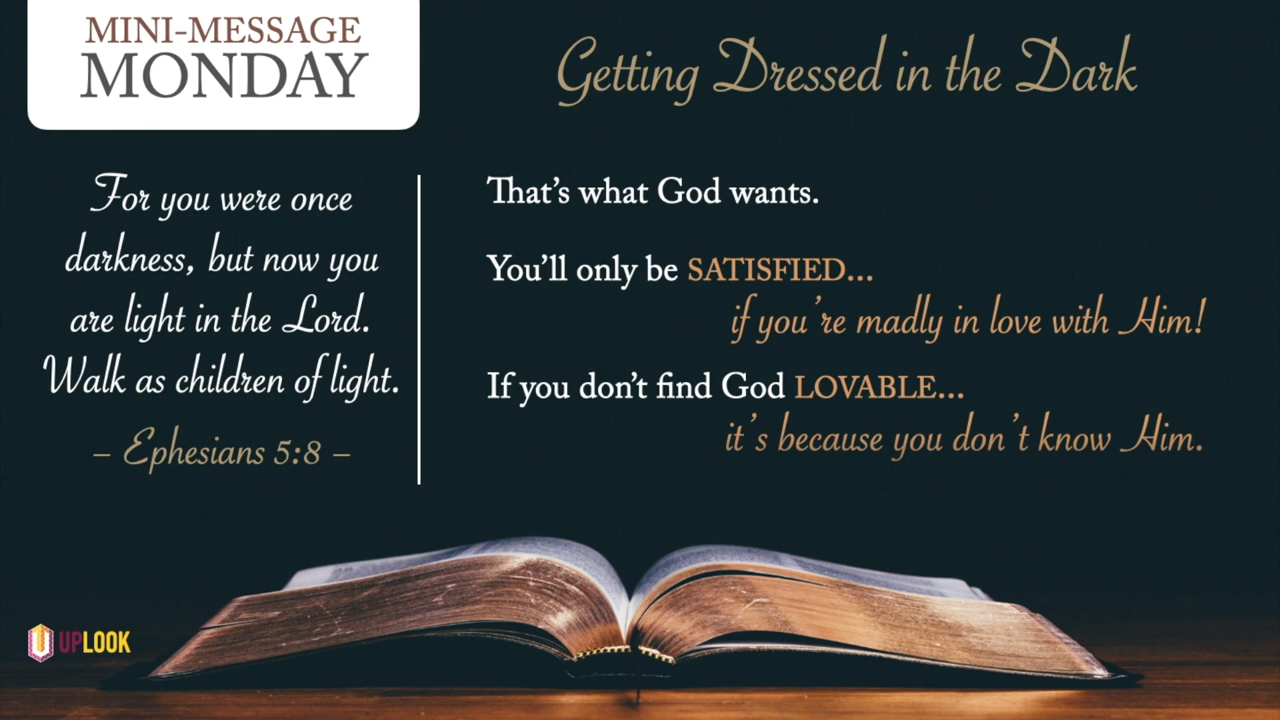 MINI-MESSAGE
MONDAY
Getting Dressed in the Dark
For you were once
darkness, but now you
are light in the Lord.
Walk as children of light.
– Ephesians 5:8 –
That’s what God wants.
You’ll only be SATISFIED...
if you’re madly in love with Him!
If you don’t find God LOVABLE...
it’s because you don’t know Him.
UPLOOK